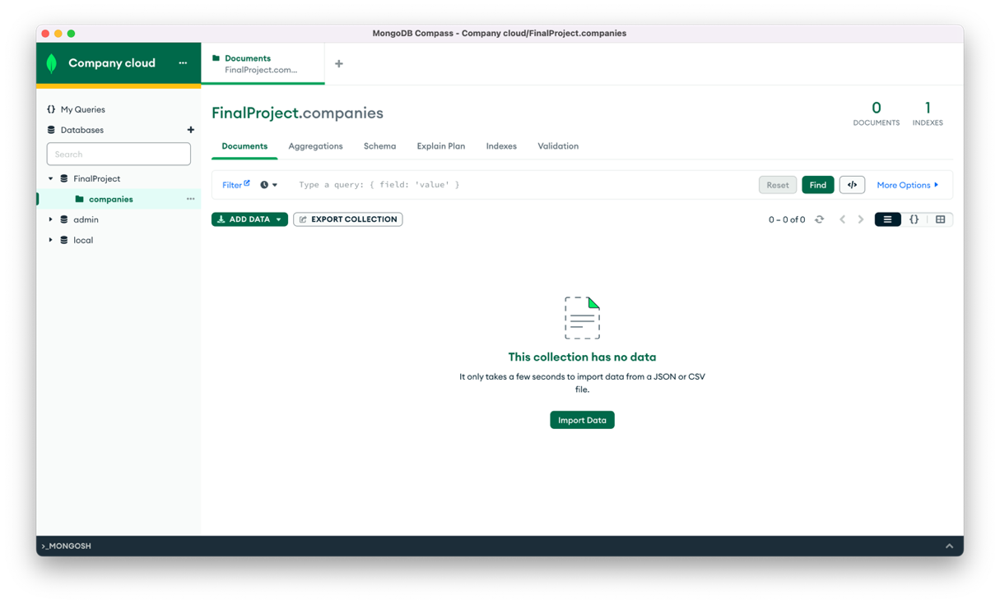 MongoDB Compass - Company cloud/FinalProject.companies
Company cloud
Documents
FinalProject.com...
My Queries
Databases
Search
FinalProject
companies
admin
local
FinalProject.companies
0
DOCUMENTS
1
INDEXES
Documents Aggregations Schema Explain Plan Indexes Validation
Filter Type a query: { field: 'value' } Reset Find </> More Options
ADD DATA EXPORT COLLECTION 0 – 0 of 0 {}
This collection has no data
It only takes a few seconds to import data from a JSON or CSV
file.
Import Data
>_MONGOSH